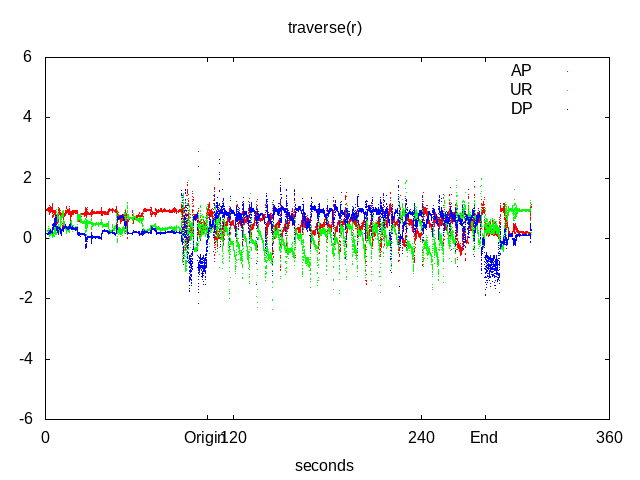 traverse(r)
6
AP
UR
DP
4
2
0
-2
-4
-6
0 Origin 120 240 End 360
seconds